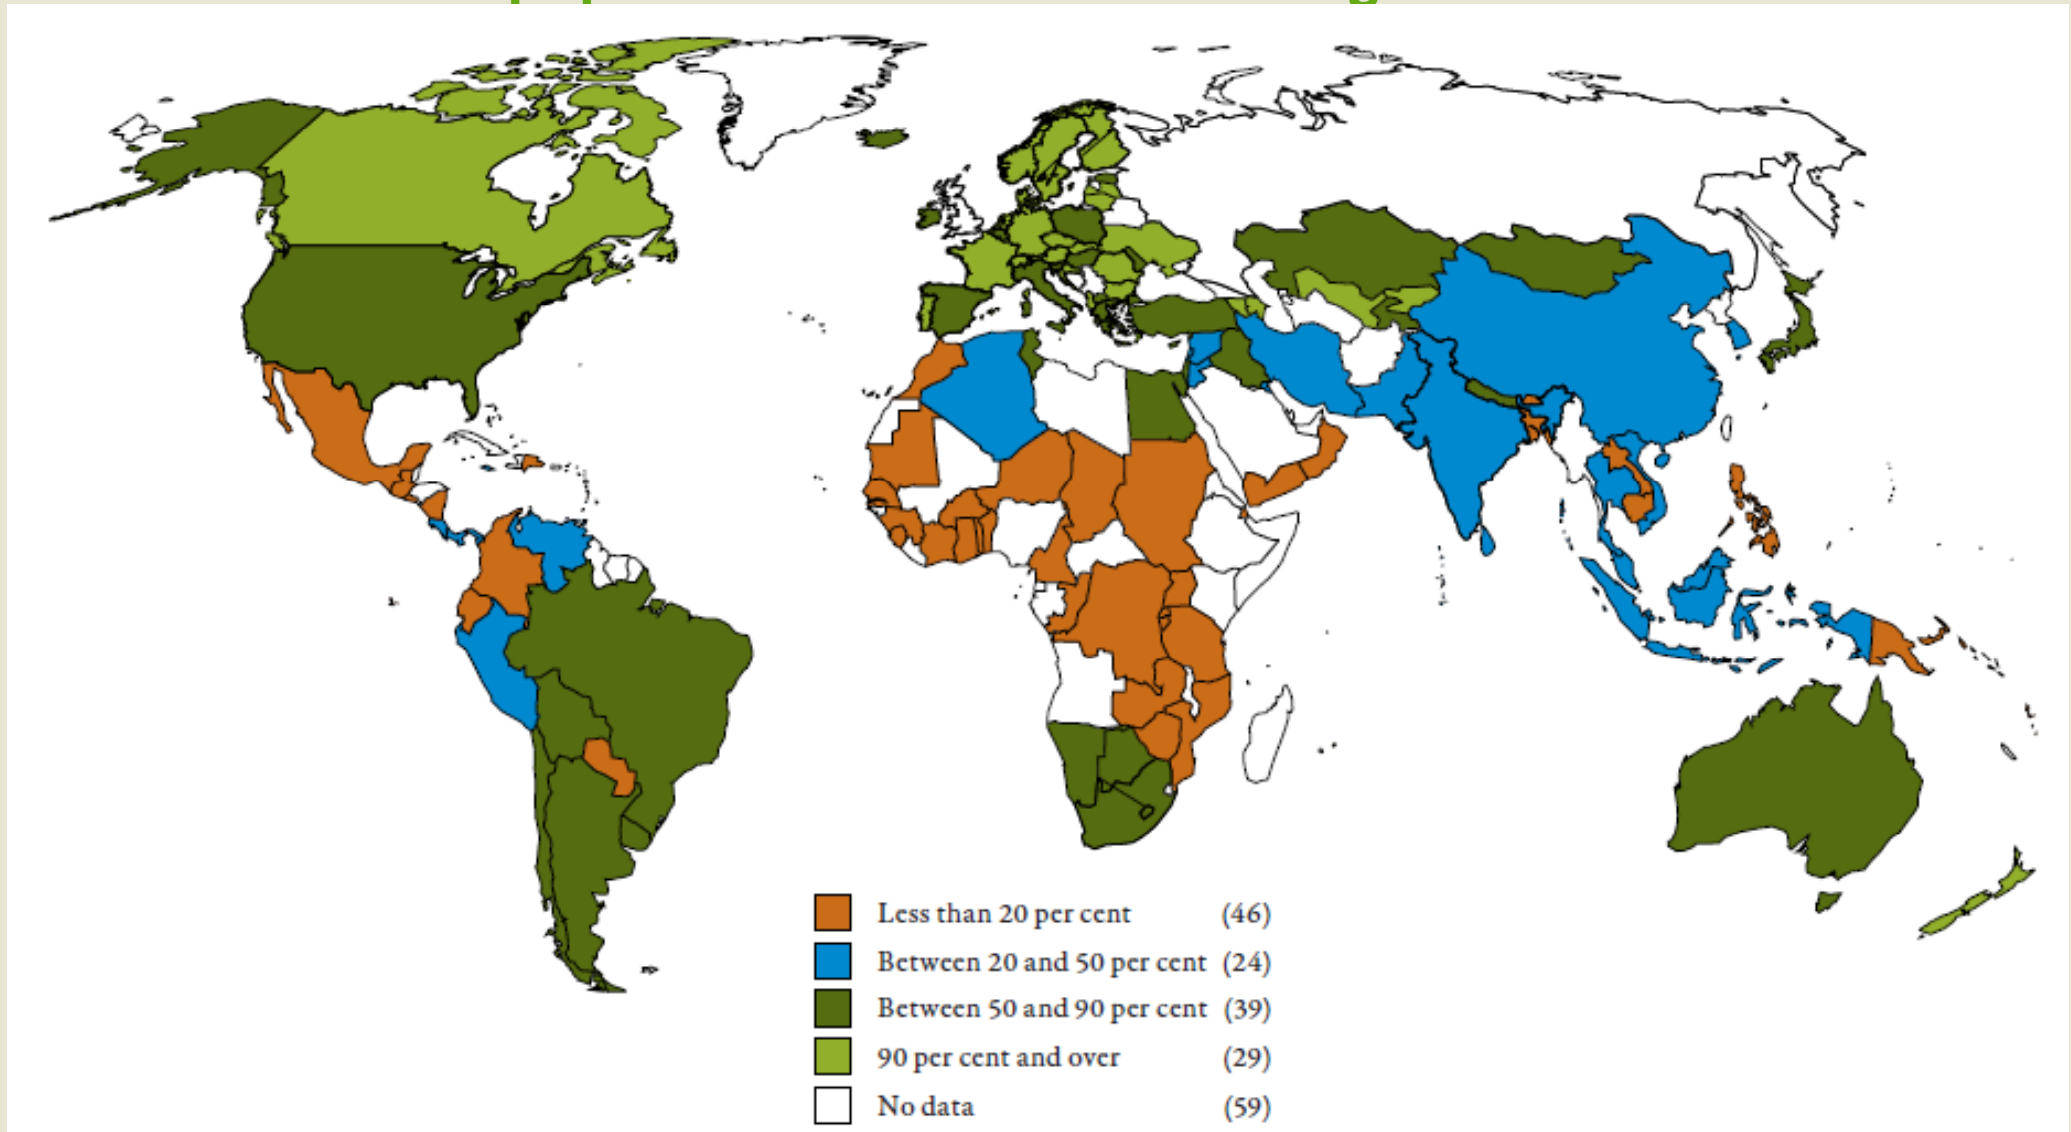 Less than 20 per cent (46)
Between 20 and 50 per cent (24)
Between 50 and 90 per cent (39)
90 per cent and over (29)
No data (59)